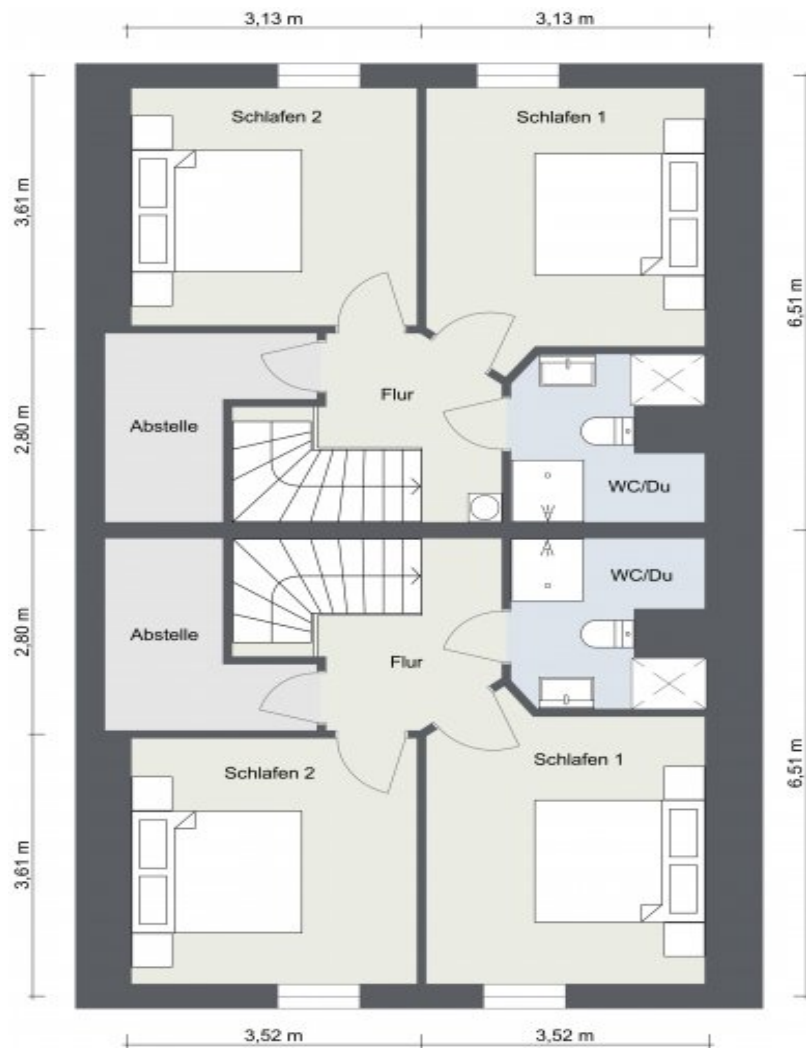 3,13 m
3,13 m
Schlafen 2
Schlafen 1
3,61 m
6,51 m
Flur
2,80 m
Abstelle
WC/Du
WC/Du
2,80 m
Abstelle
Flur
Schlafen 2
Schlafen 1
6,51 m
3,61 m
3,52 m
3,52 m